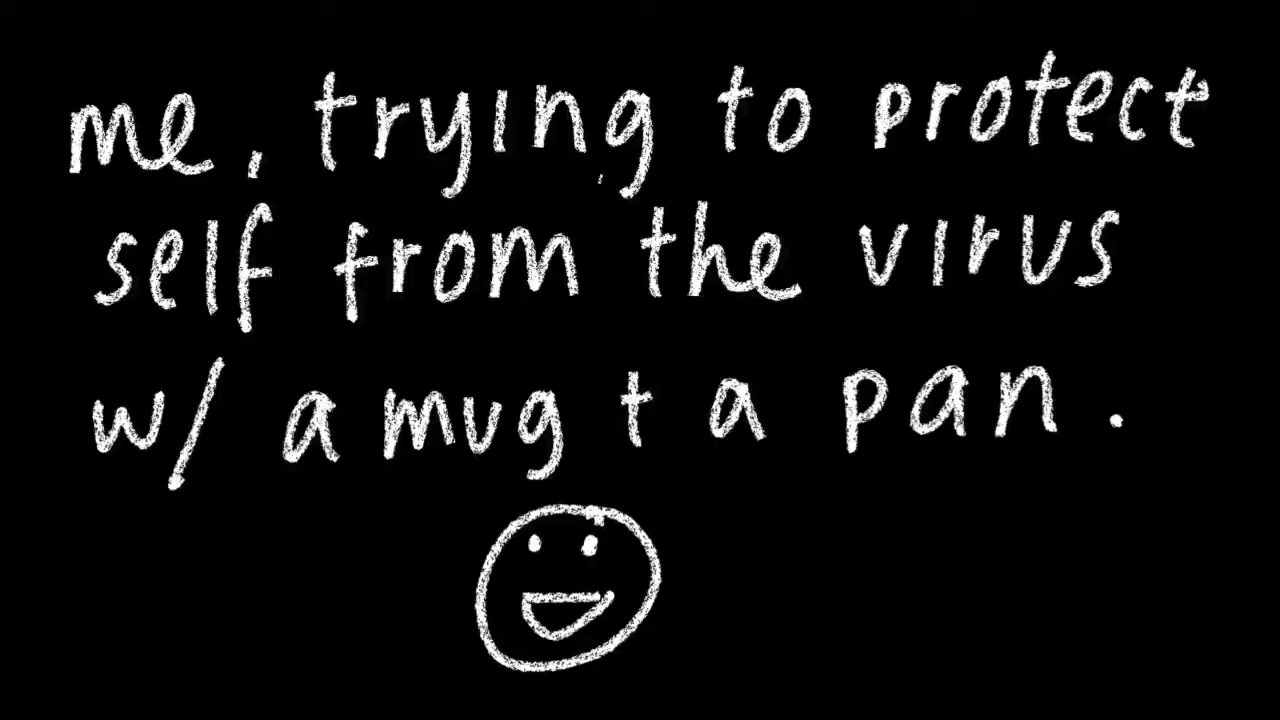 me, trying to protect
self from the virus
w/ a mug + a pan.